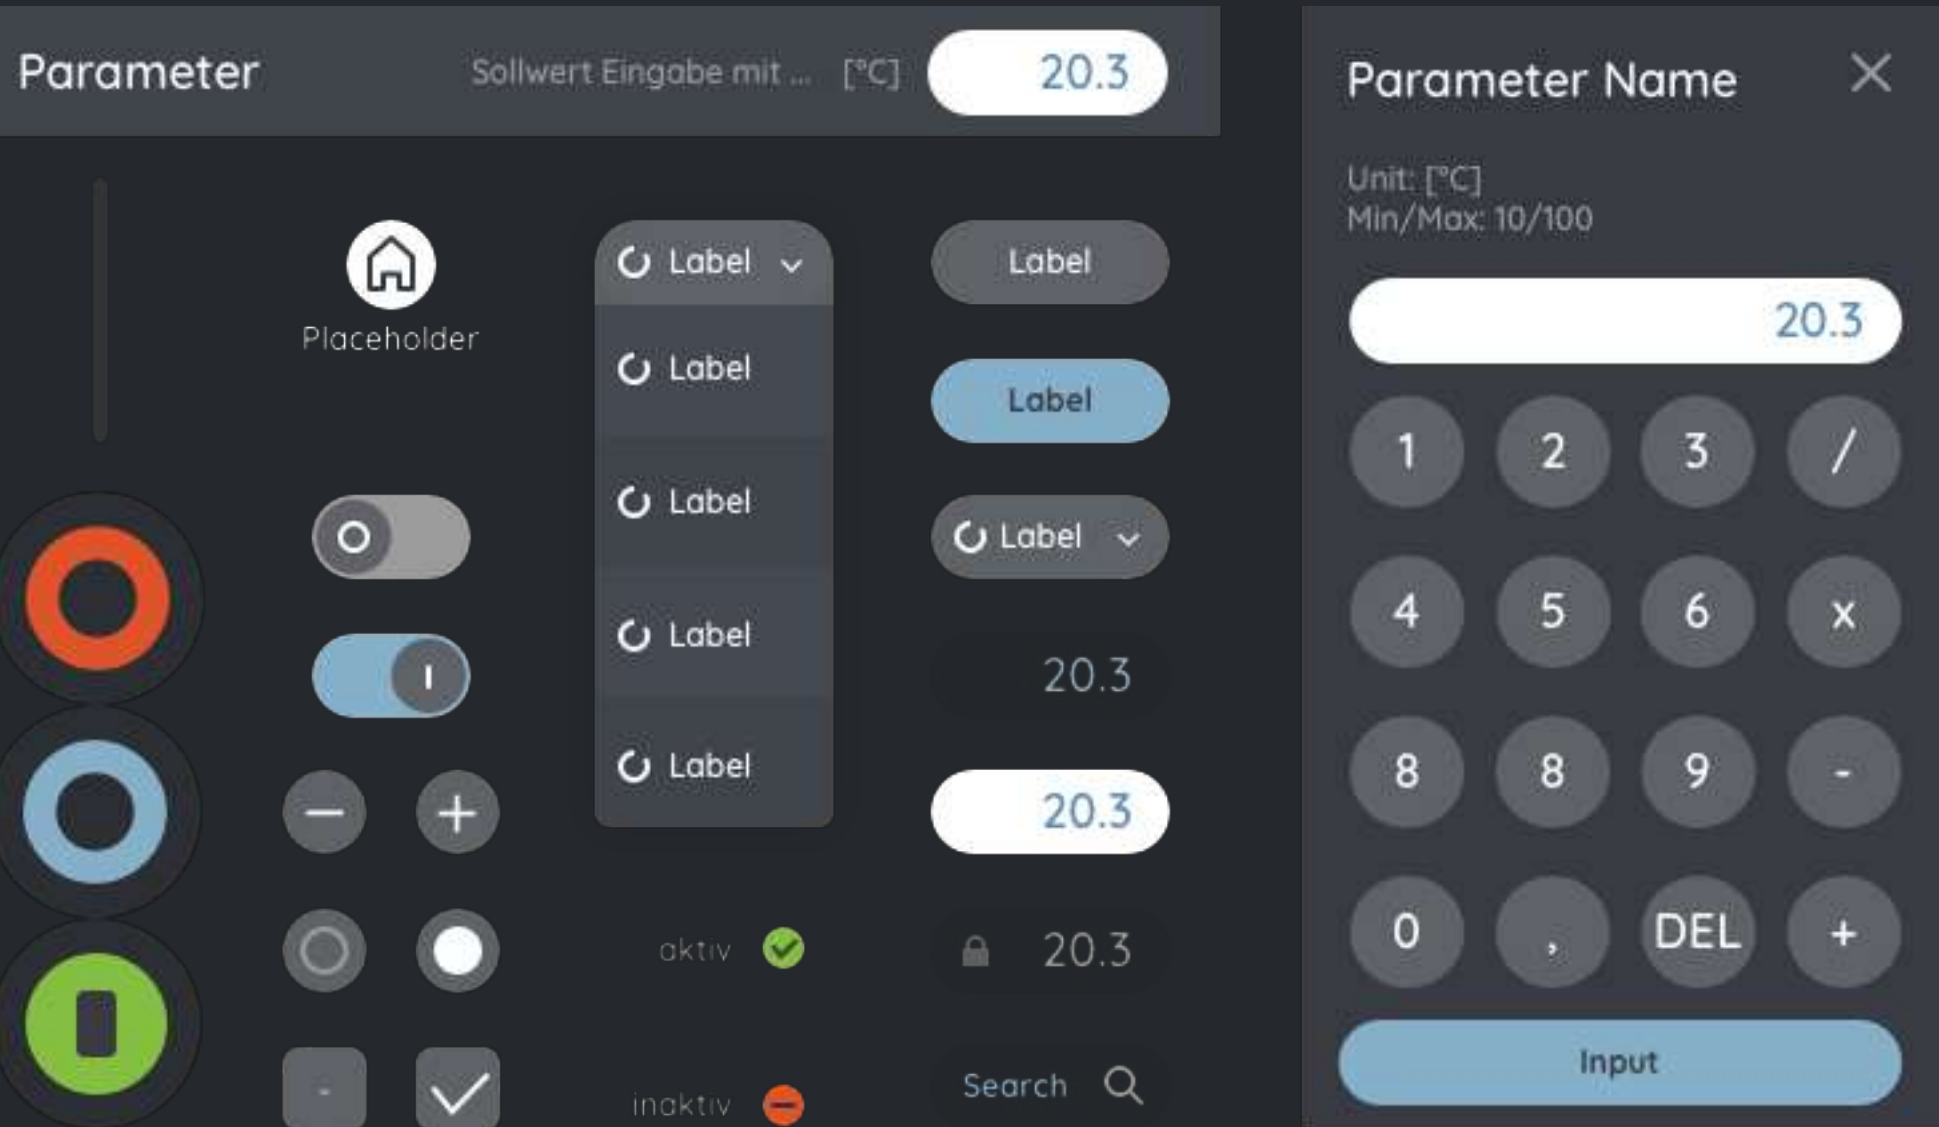 Parameter
Sollwert Eingabe mit ... [°C] 20.3
Placeholder
Label
Label
Label
Label
Label
aktiv
inaktiv
Label
Label
Label
20.3
20.3
20.3
Search
Parameter Name
Unit: [°C]
Min/Max: 10/100
20.3
1 2 3 /
4 5 6 x
8 8 9 -
0 , DEL +
Input